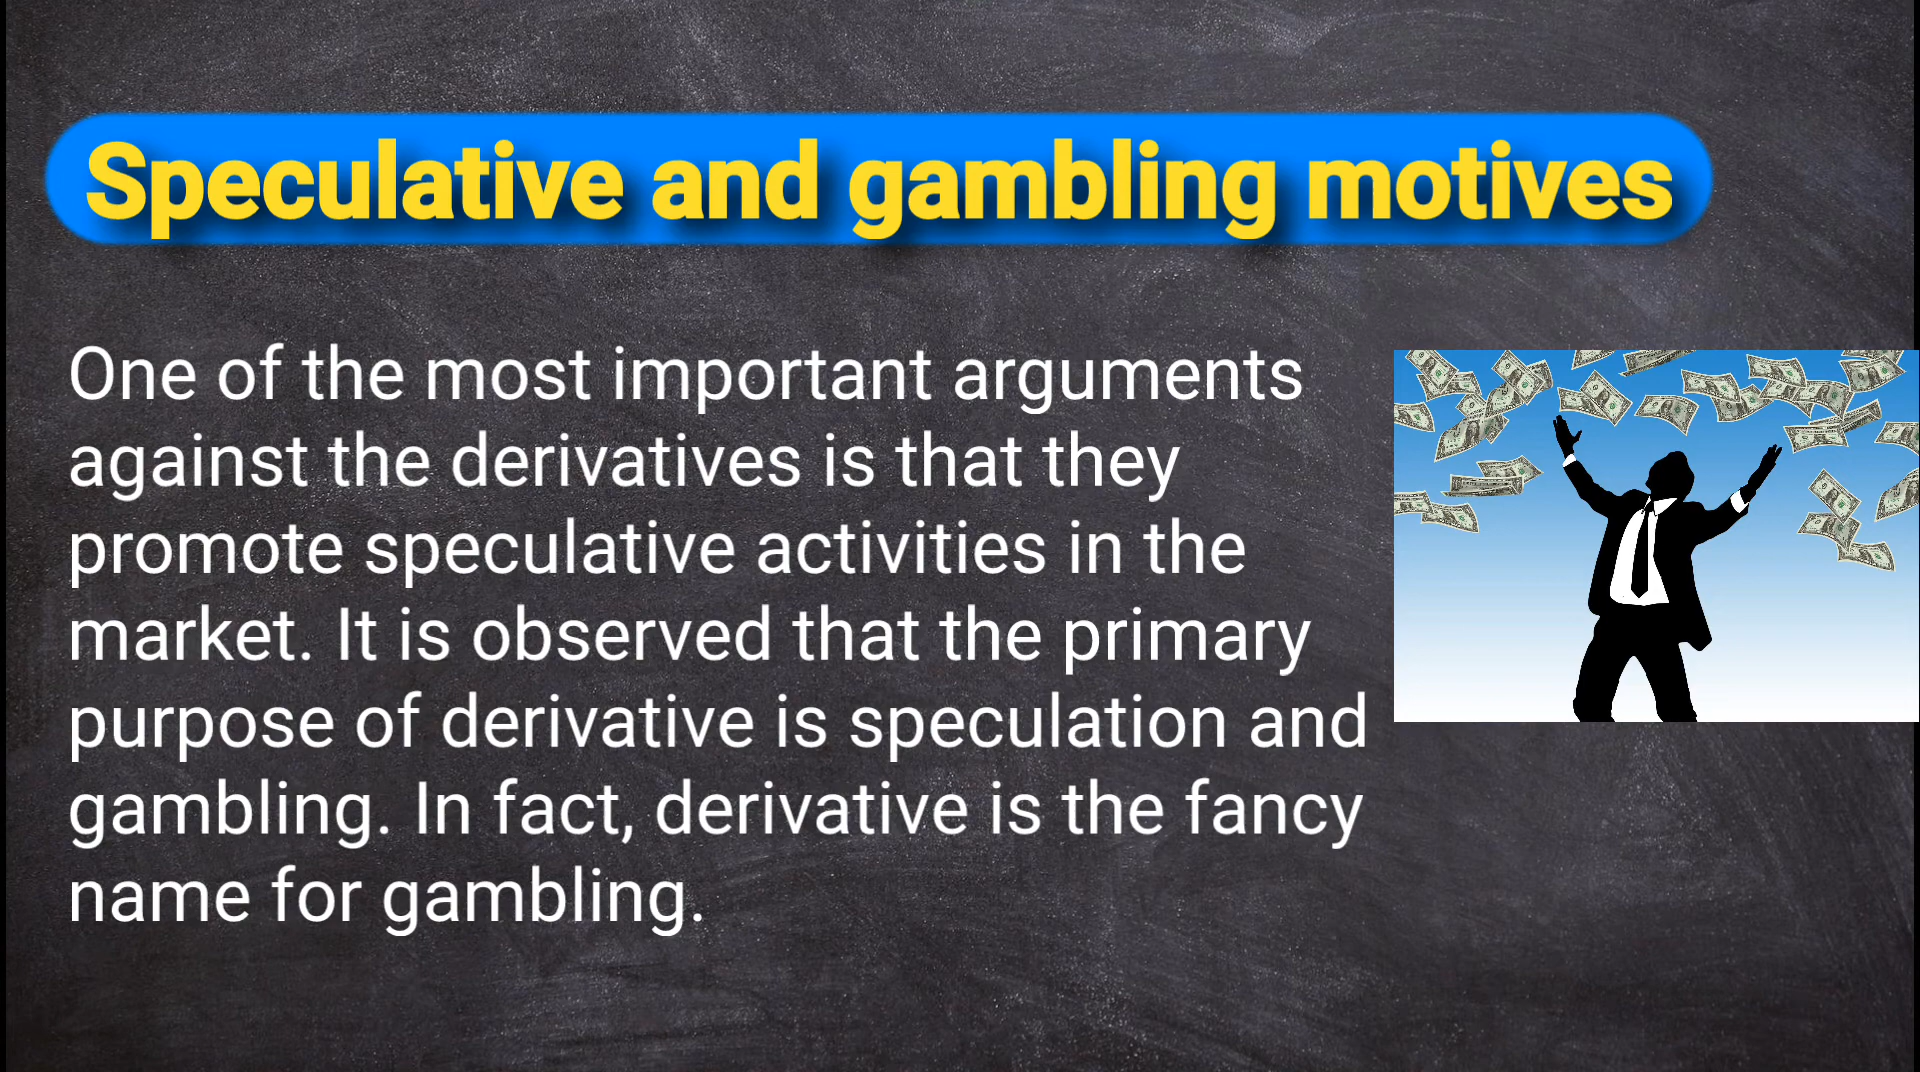 Speculative and gambling motives
One of the most important arguments
against the derivatives is that they
promote speculative activities in the
market. It is observed that the primary
purpose of derivative is speculation and
gambling. In fact, derivative is the fancy
name for gambling.